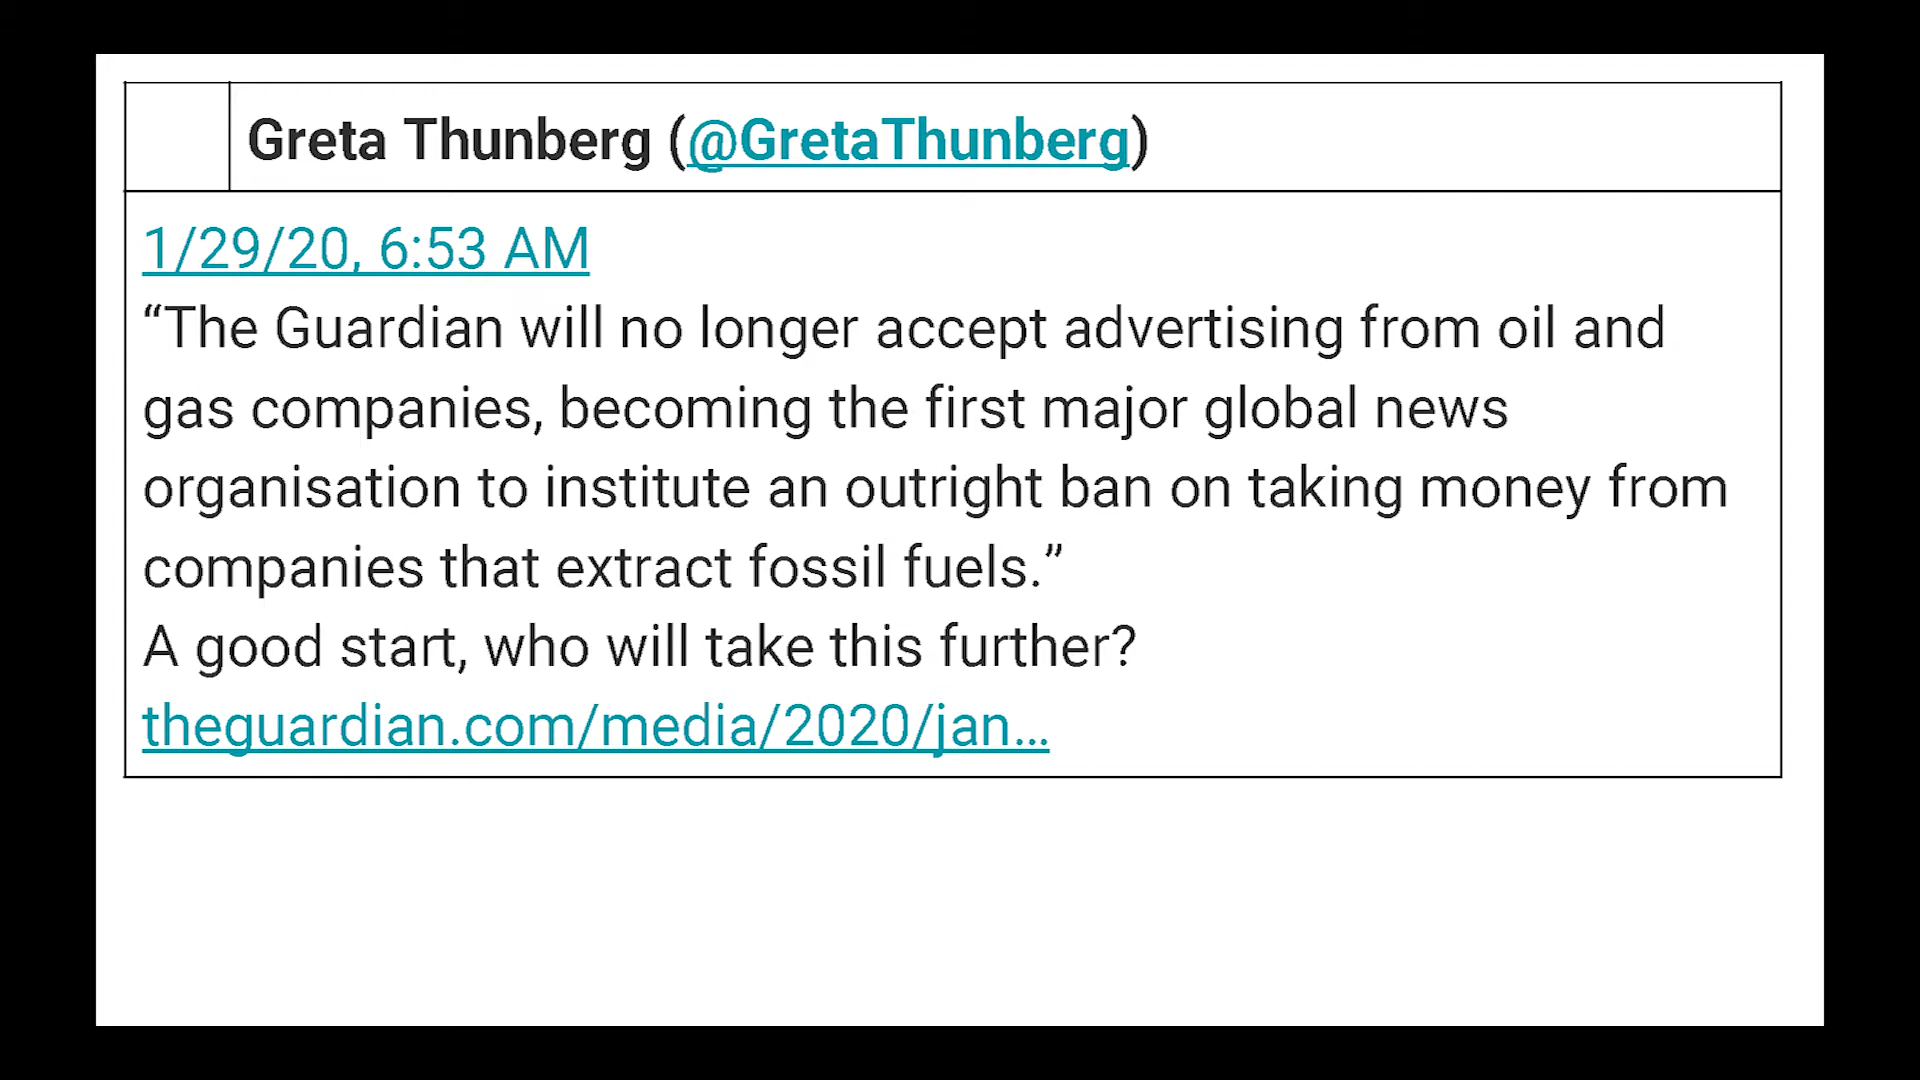 Greta Thunberg (@GretaThunberg)
1/29/20, 6:53 AM
“The Guardian will no longer accept advertising from oil and
gas companies, becoming the first major global news
organisation to institute an outright ban on taking money from
companies that extract fossil fuels.”
A good start, who will take this further?
theguardian.com/media/2020/jan…